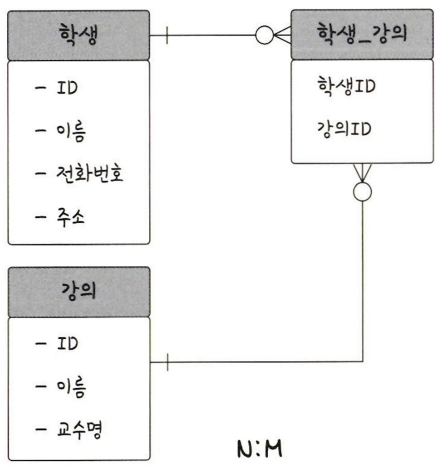 학생
- ID
- 이름
- 전화번호
- 주소
학생_강의
학생ID
강의ID
강의
- ID
- 이름
- 교수명
N:M